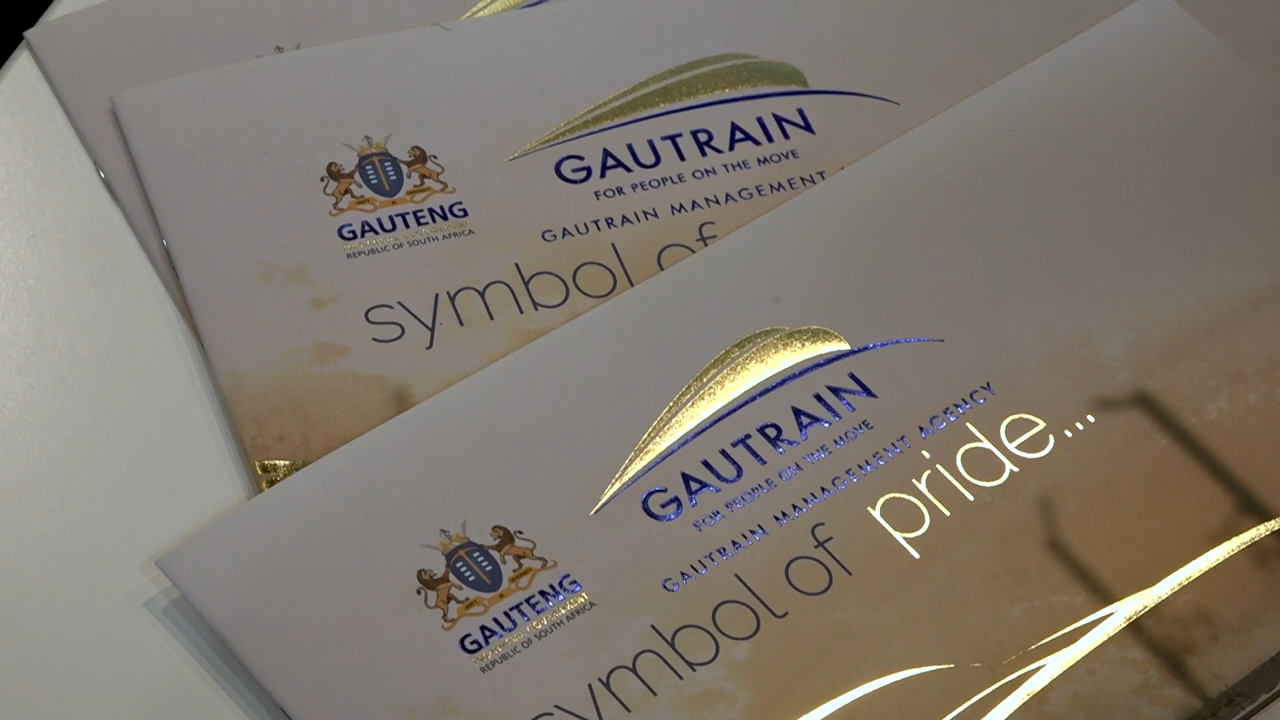 GAUTRAIN
FOR PEOPLE ON THE MOVE
GAUTRAIN MANAGEMENT
GAUTENG
REPUBLIC OF SOUTH AFRICA
symbol of
GAUTRAIN
FOR PEOPLE ON THE MOVE
GAUTRAIN MANAGEMENT AGENCY
GAUTENG
REPUBLIC OF SOUTH AFRICA
symbol of pride...